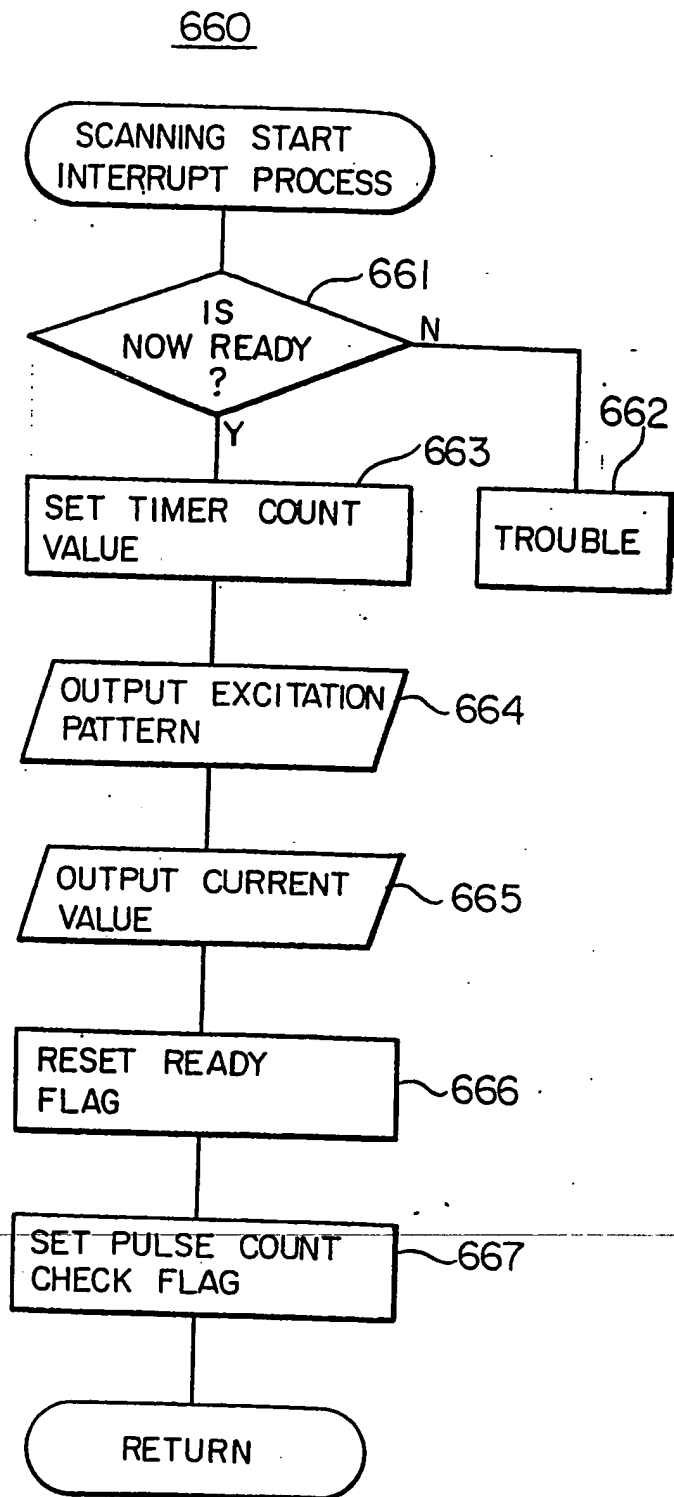 660
SCANNING START
INTERRUPT PROCESS
661
IS
NOW READY
?
N
Y
662
TROUBLE
663
SET TIMER COUNT
VALUE
OUTPUT EXCITATION
PATTERN
664
OUTPUT CURRENT
VALUE
665
RESET READY
FLAG
666
SET PULSE COUNT
CHECK FLAG
667
RETURN